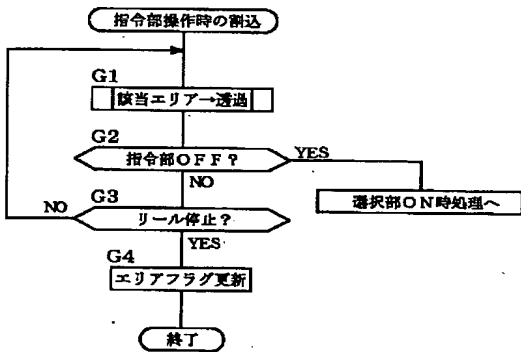 指令部操作時の割込
G1
該当エリア→透過
G2
指令部OFF?
YES
NO
選択部ON時処理へ
G3
NO
リール停止?
YES
G4
エリアフラグ更新
終了